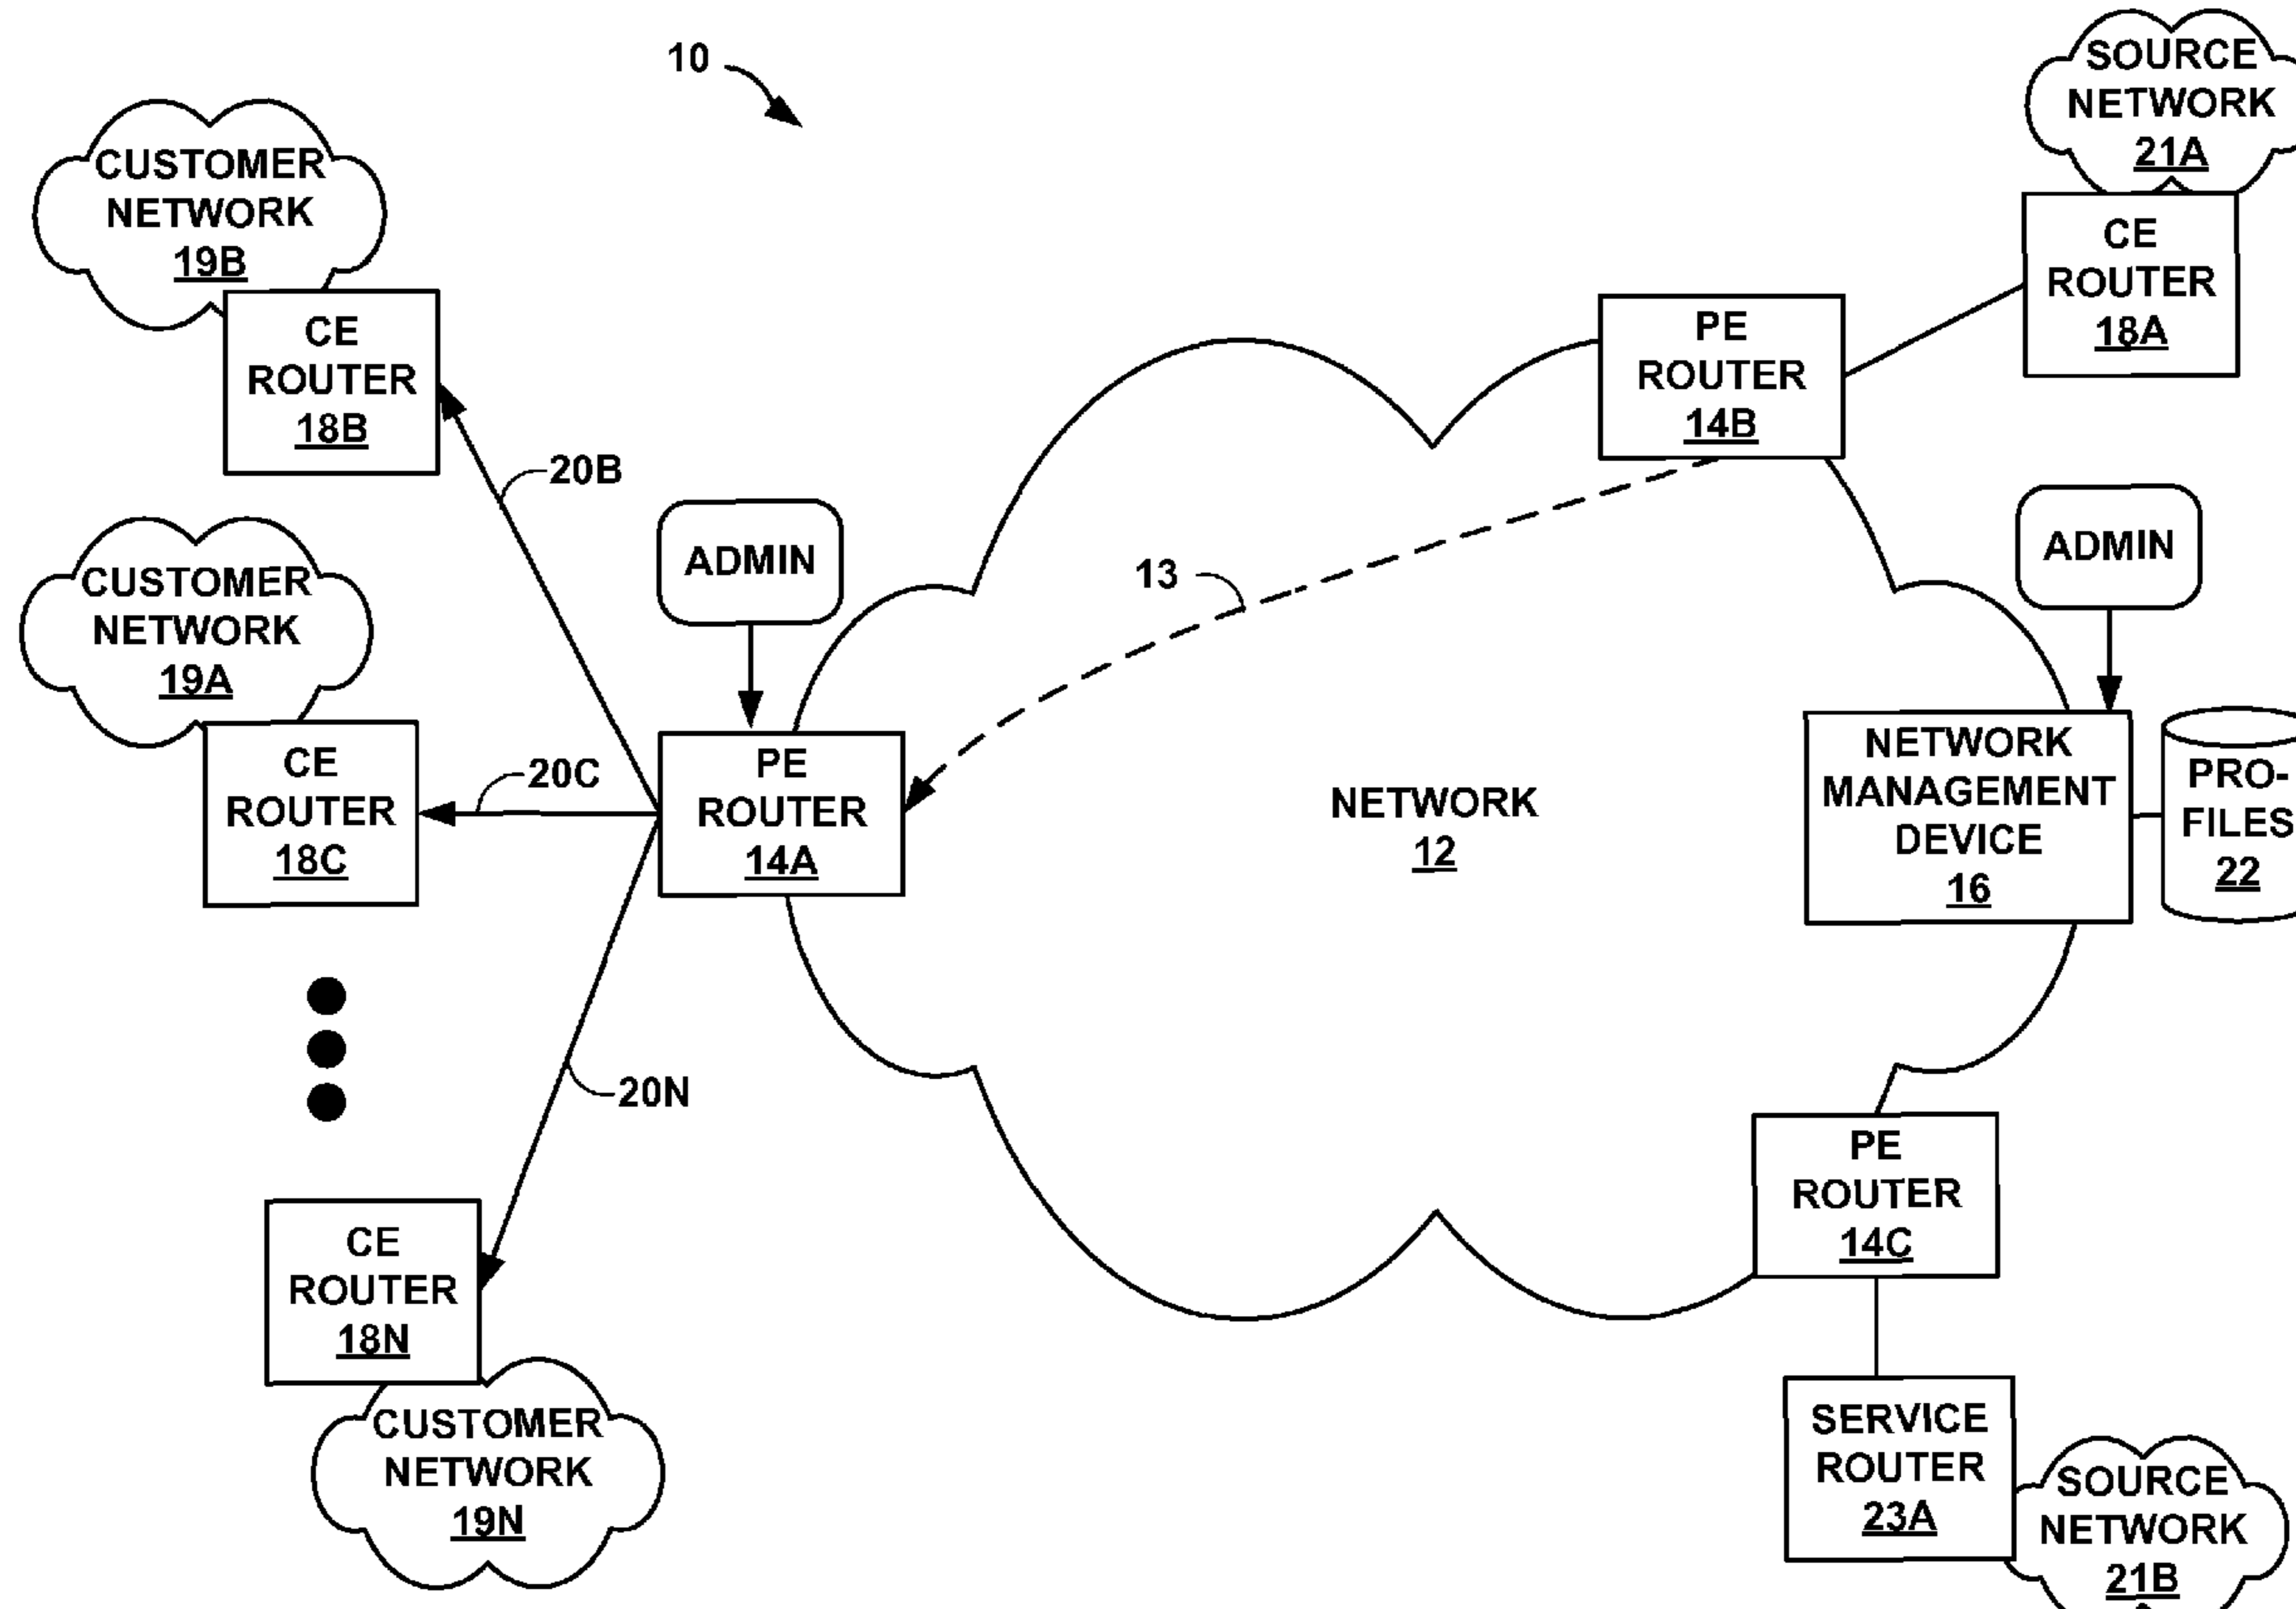 10
SOURCE
NETWORK
21A
CUSTOMER
NETWORK
19B
CE
ROUTER
18A
CE
ROUTER
18B
PE
ROUTER
14B
20B
ADMIN
ADMIN
13
CUSTOMER
NETWORK
19A
CE
ROUTER
18C
20C
PE
ROUTER
14A
NETWORK
12
NETWORK
MANAGEMENT
DEVICE
16
PRO-
FILES
22
20N
PE
ROUTER
14C
CE
ROUTER
18N
CUSTOMER
NETWORK
19N
SERVICE
ROUTER
23A
SOURCE
NETWORK
21B